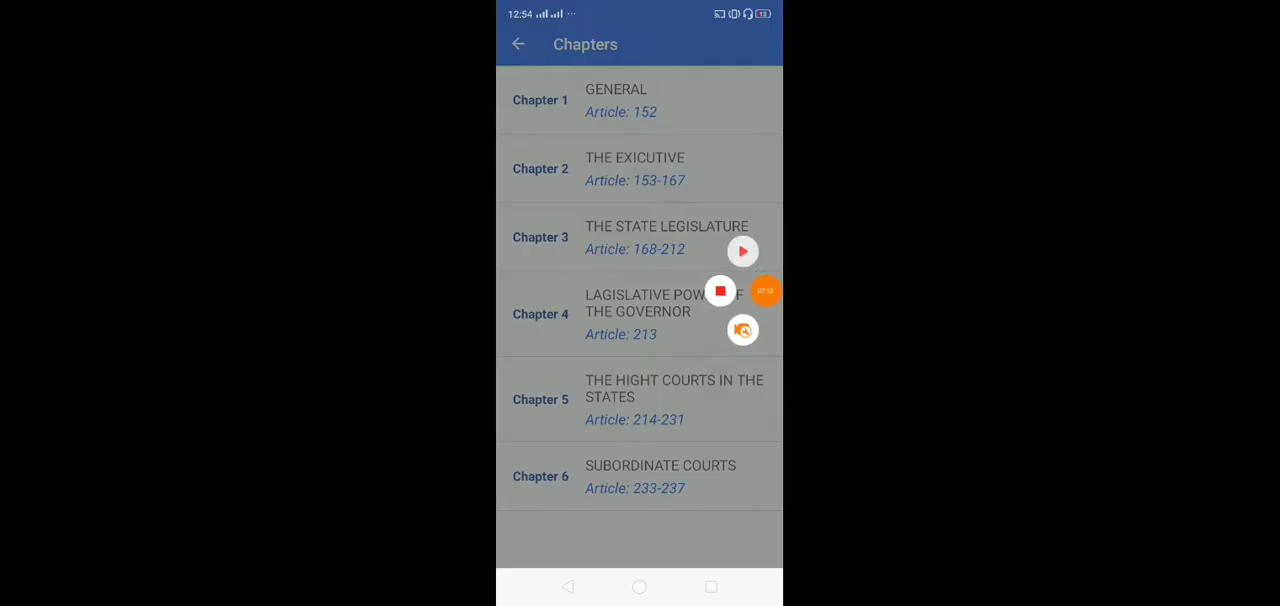 12:54
Chapters
Chapter 1
GENERAL
Article: 152
Chapter 2
THE EXICUTIVE
Article: 153-167
Chapter 3
THE STATE LEGISLATURE
Article: 168-212
Chapter 4
LAGISLATIVE
THE GOVERNOR
Article: 213
Chapter 5
THE HIGHT COURTS IN THE
STATES
Article: 214-231
Chapter 6
SUBORDINATE COURTS
Article: 233-237